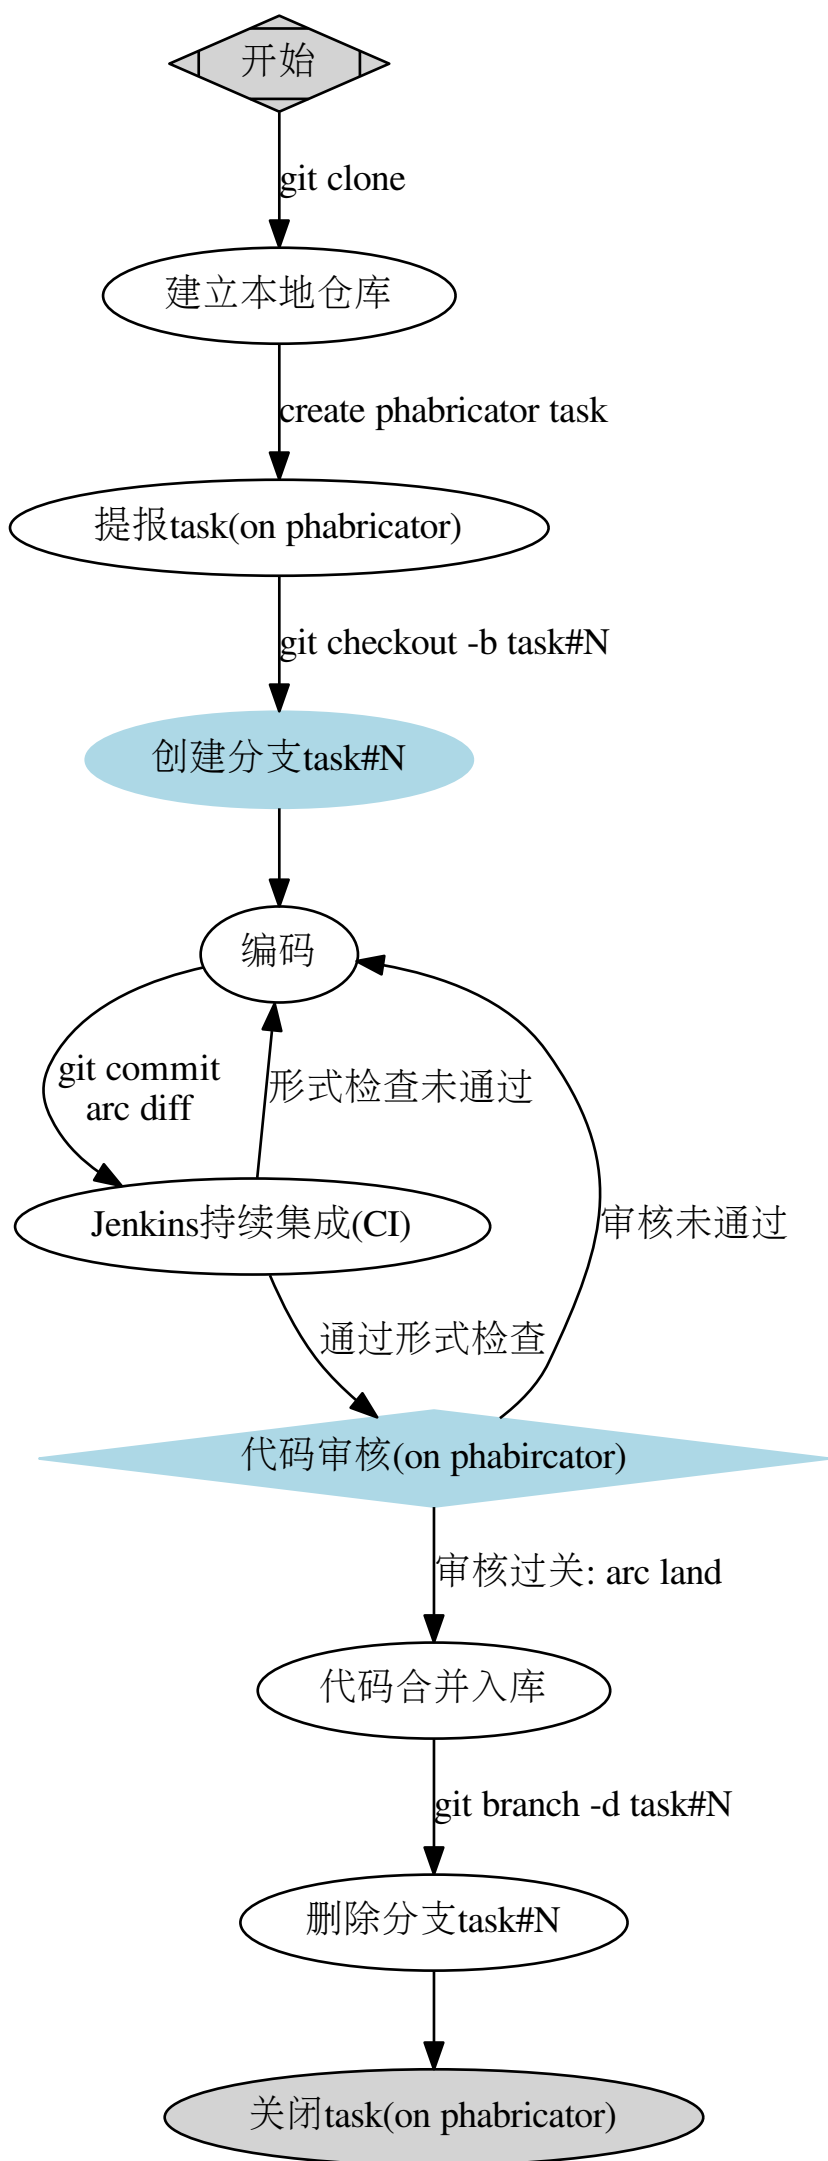 开始
git clone
建立本地仓库
create phabricator task
提报task(on phabricator)
git checkout -b task#N
创建分支task#N
编码
git commit
arc diff
形式检查未通过
Jenkins持续集成(CI)
审核未通过
通过形式检查
代码审核(on phabircator)
审核过关: arc land
代码合并入库
git branch -d task#N
删除分支task#N
关闭task(on phabricator)